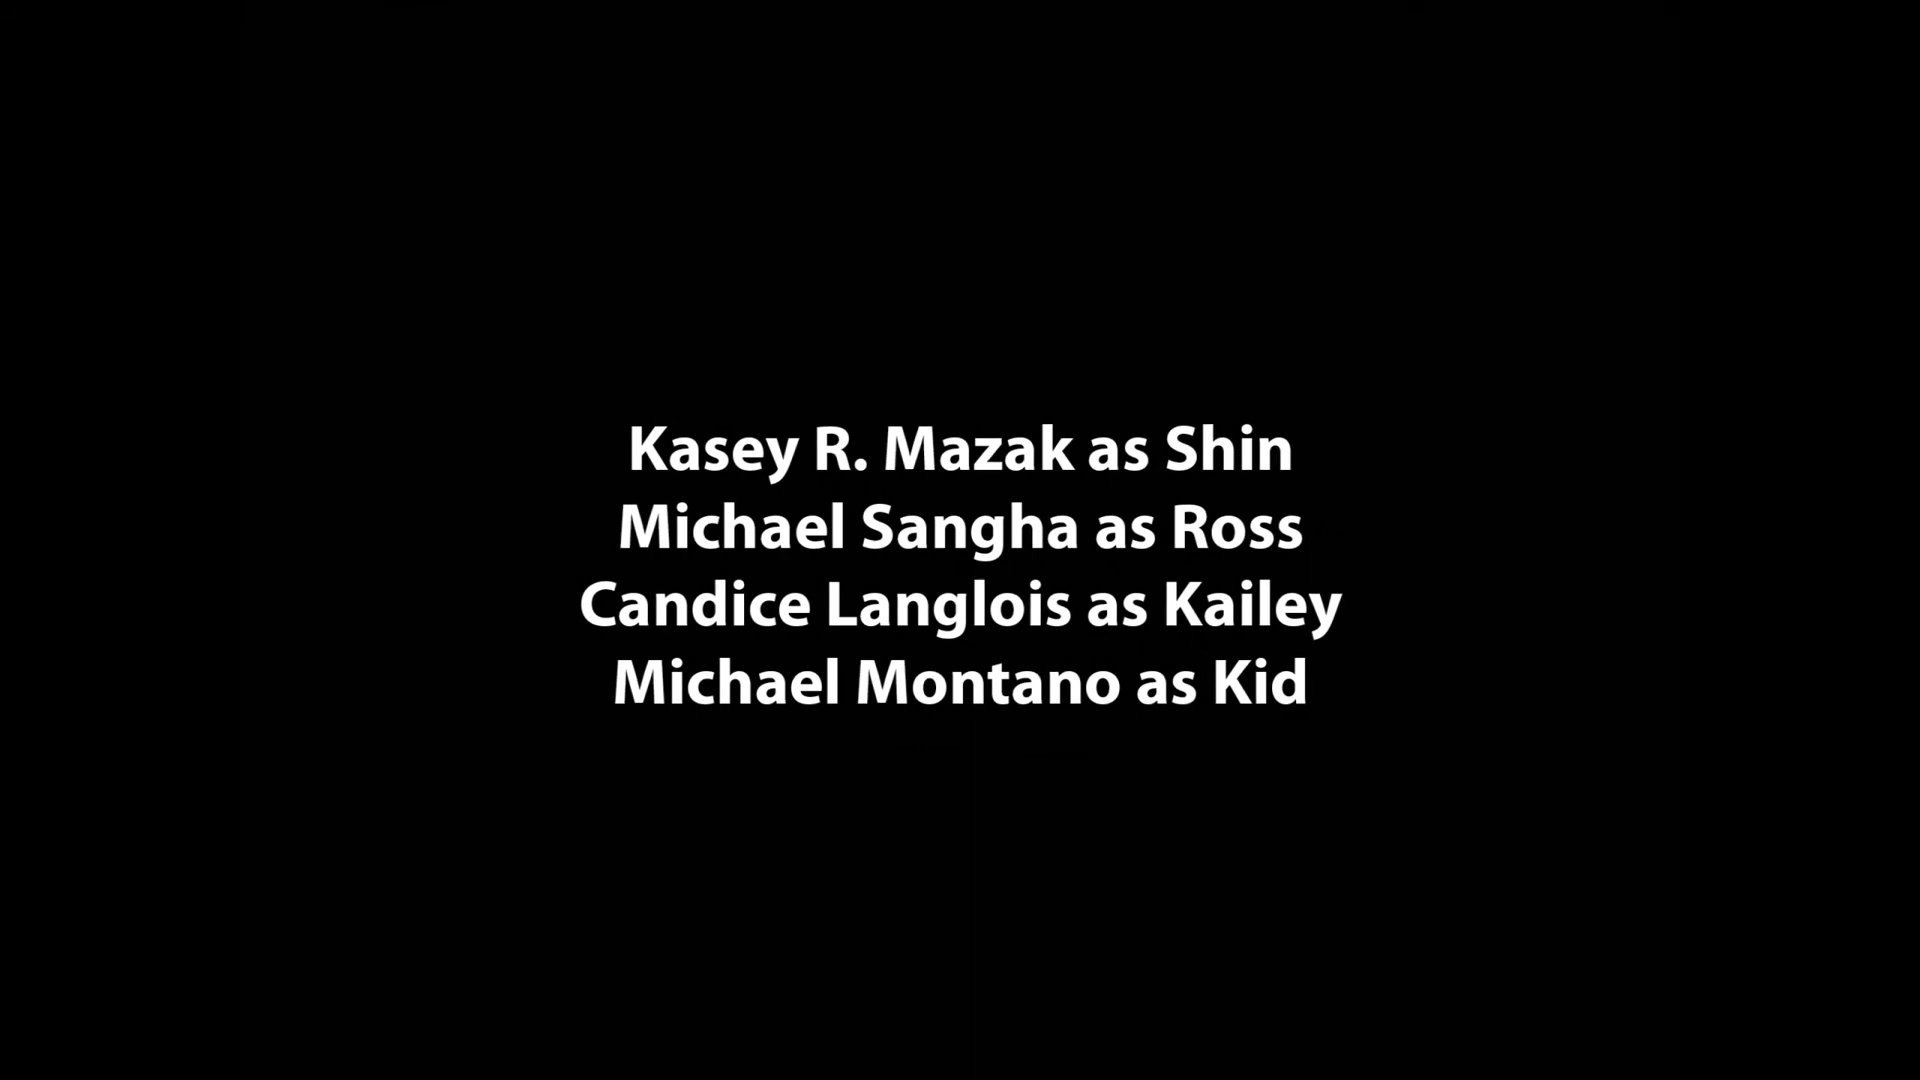 Kasey R. Mazak as Shin
Michael Sangha as Ross
Candice Langlois as Kailey
Michael Montano as Kid